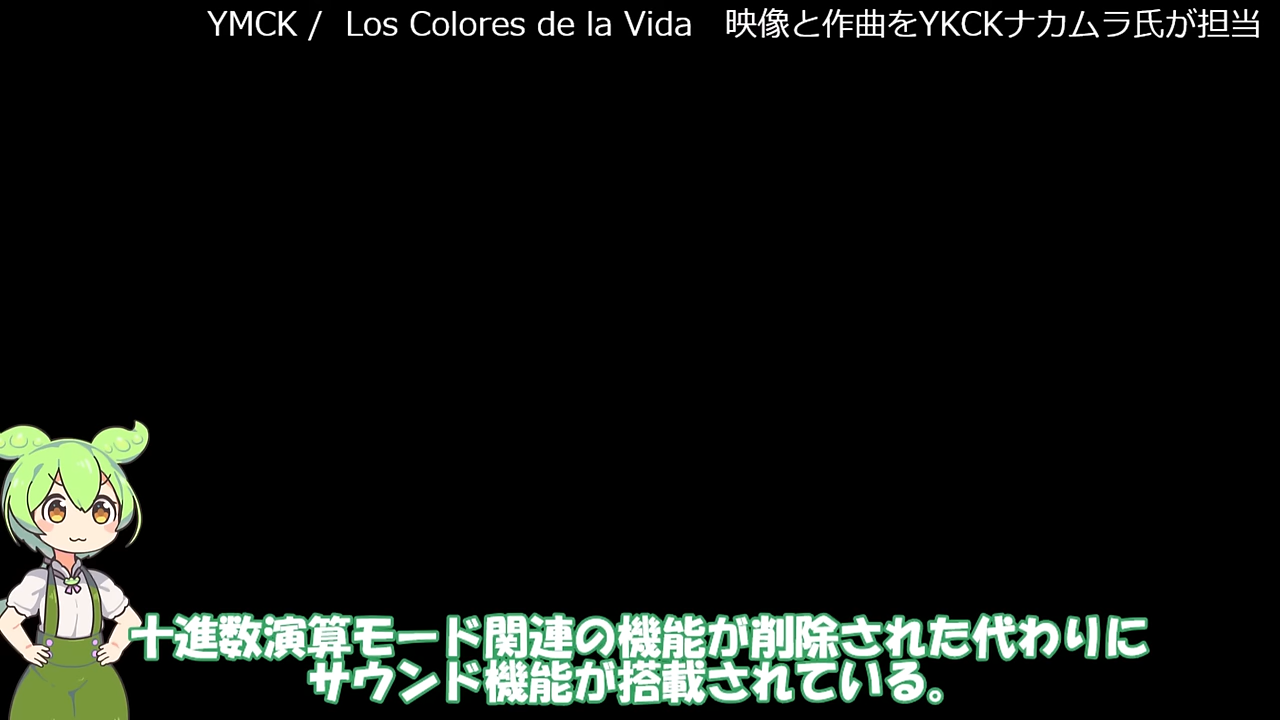 YMCK /  Los Colores de la Vida　映像と作曲をYKCKナカムラ氏が担当
十進数演算モード関連の機能が削除された代わりに
サウンド機能が搭載されている。